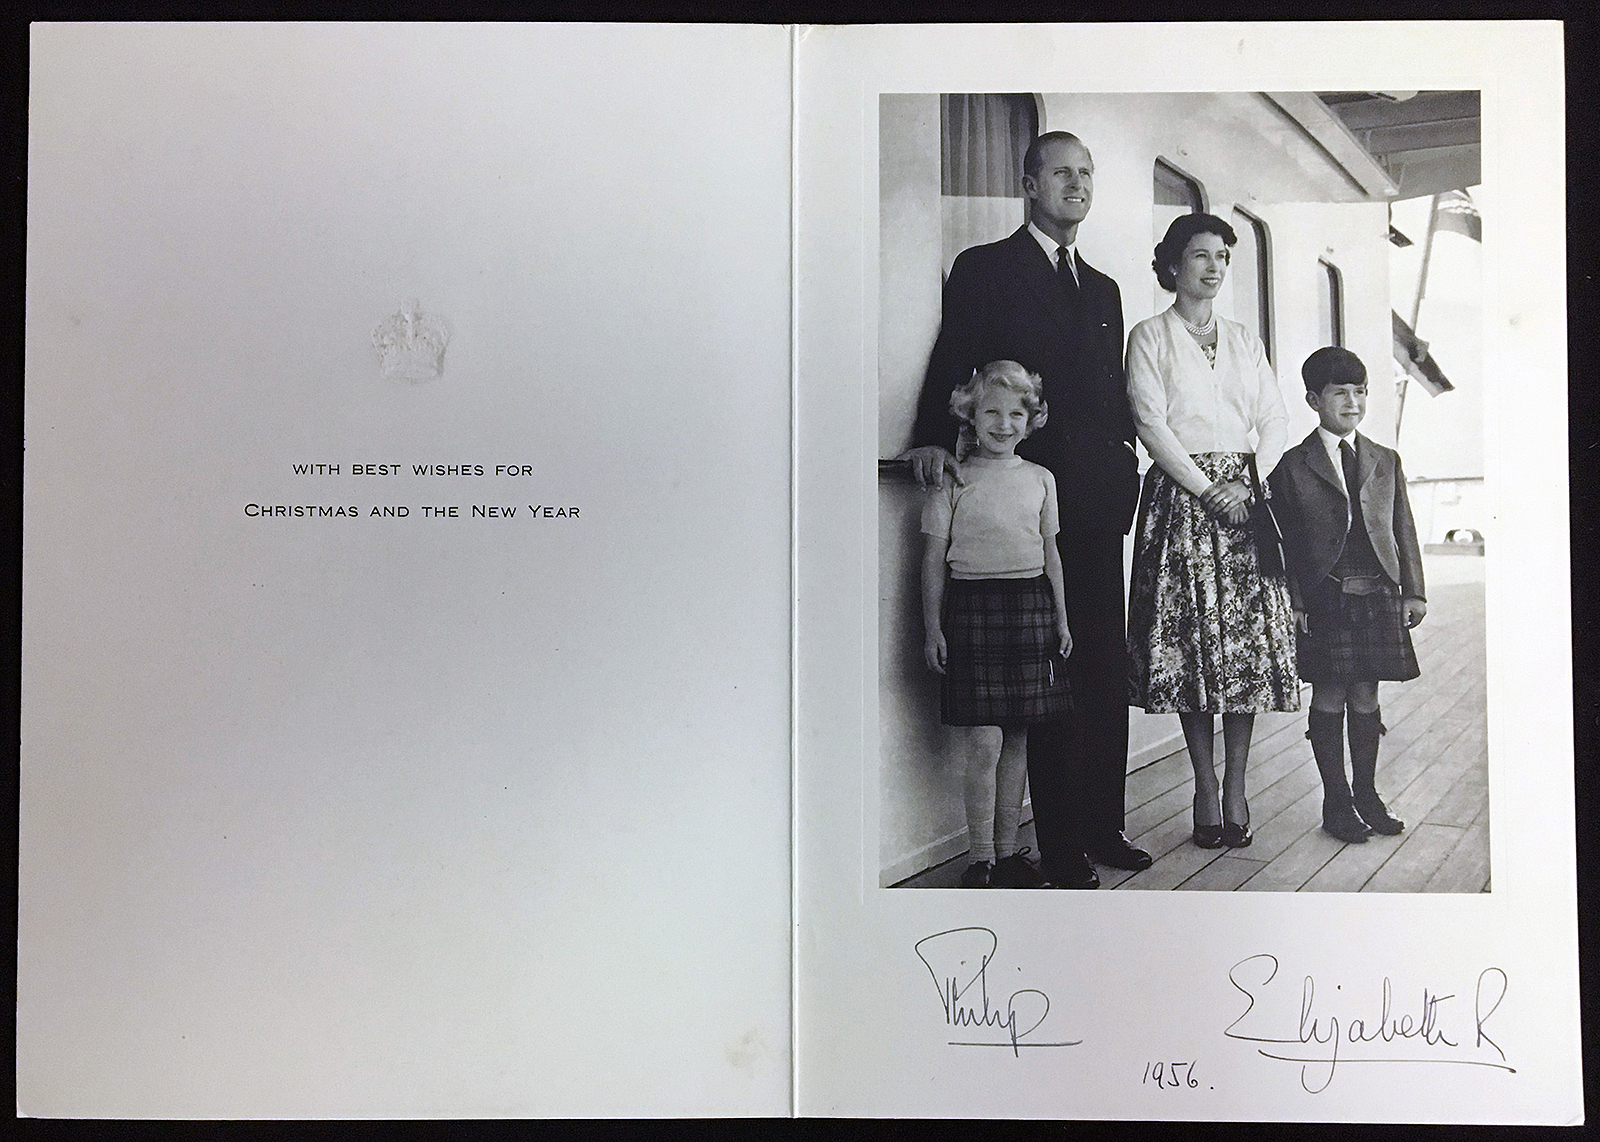 WITH BEST WISHES FOR
CHRISTMAS AND THE NEW YEAR
Philip
Elizabeth R
1956.